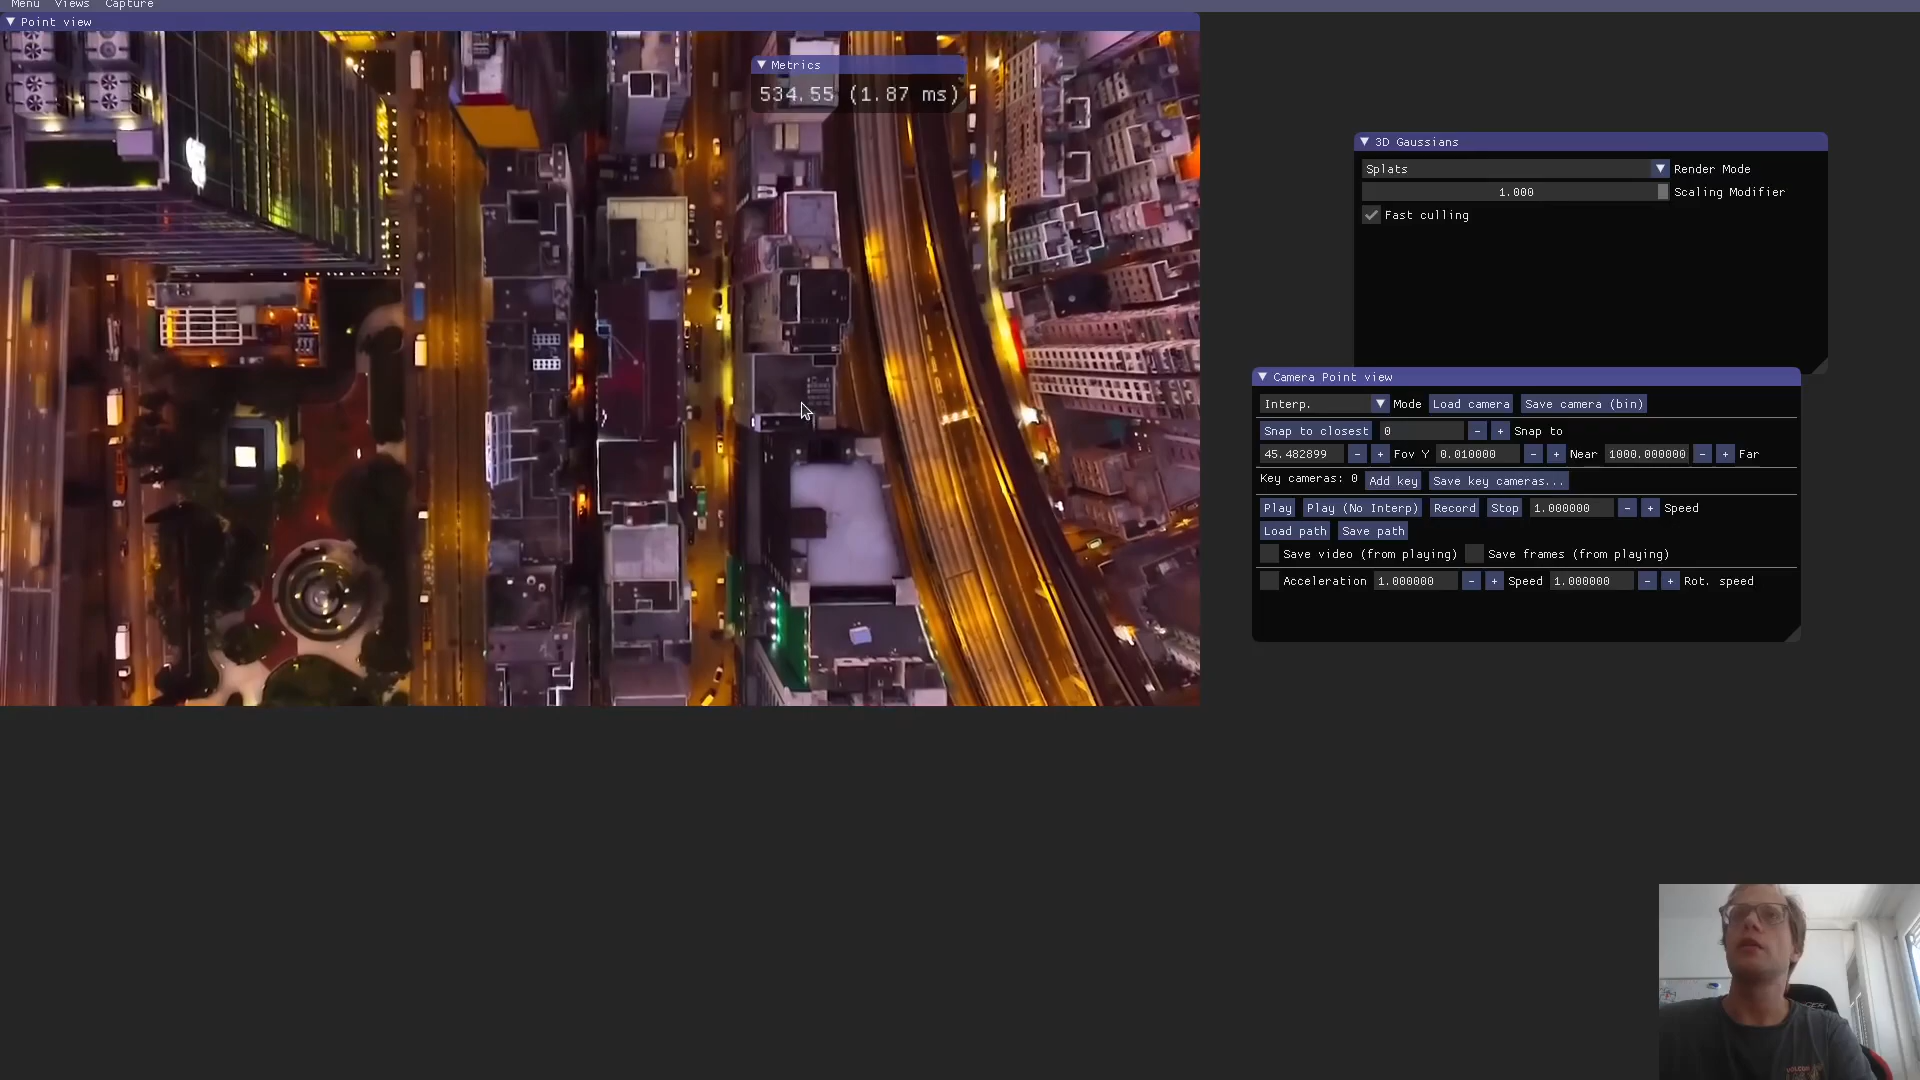 Menu Views Capture
Point view
Metrics
534.55 (1.87 ms)
3D Gaussians
Splats Render Mode
1.000 Scaling Modifier
Fast culling
Camera Point view
Interp. Mode Load camera Save camera (bin)
Snap to closest 0 - + Snap to
45.482899 - + Fov Y 0.010000 - + Near 1000.000000 - + Far
Key cameras: 0 Add key Save key cameras...
Play Play (No Interp) Record Stop 1.000000 - + Speed
Load path Save path
Save video (from playing) Save frames (from playing)
Acceleration 1.000000 - + Speed 1.000000 - + Rot. speed